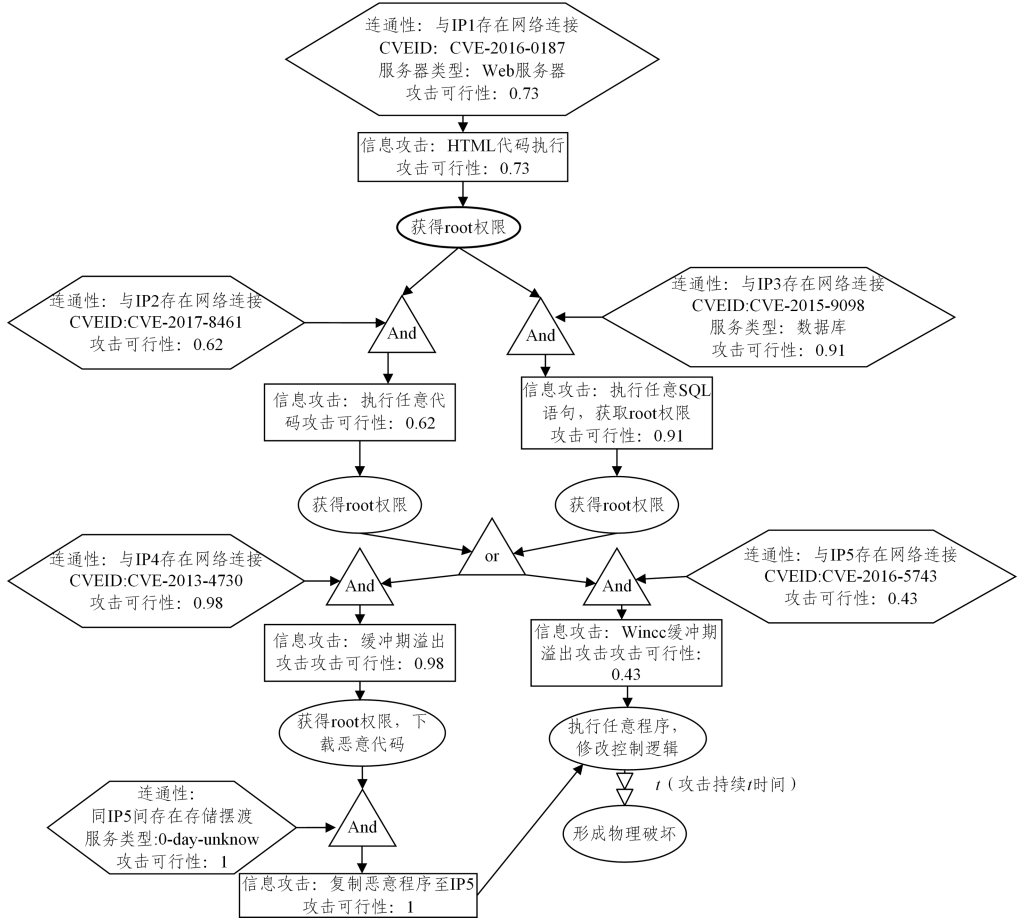 连通性：与IP1存在网络连接
CVEID：CVE-2016-0187
服务器类型：Web服务器
攻击可行性：0.73
信息攻击：HTML代码执行
攻击可行性：0.73
获得root权限
连通性：与IP2存在网络连接
CVEID:CVE-2017-8461
攻击可行性：0.62
And
And
连通性：与IP3存在网络连接
CVEID:CVE-2015-9098
服务类型：数据库
攻击可行性：0.91
信息攻击：执行任意代
码攻击可行性：0.62
信息攻击：执行任意SQL
语句，获取root权限
攻击可行性：0.91
获得root权限
获得root权限
or
连通性：与IP4存在网络连接
CVEID:CVE-2013-4730
攻击可行性：0.98
And
And
连通性：与IP5存在网络连接
CVEID:CVE-2016-5743
攻击可行性：0.43
信息攻击：缓冲期溢出
攻击攻击可行性：0.98
信息攻击：Wincc缓冲期
溢出攻击攻击可行性：
0.43
获得root权限，下
载恶意代码
执行任意程序，
修改控制逻辑
t（攻击持续t时间）
形成物理破坏
连通性：
同IP5间存在存储摆渡
服务类型:0-day-unknow
攻击可行性：1
And
信息攻击：复制恶意程序至IP5
攻击可行性：1